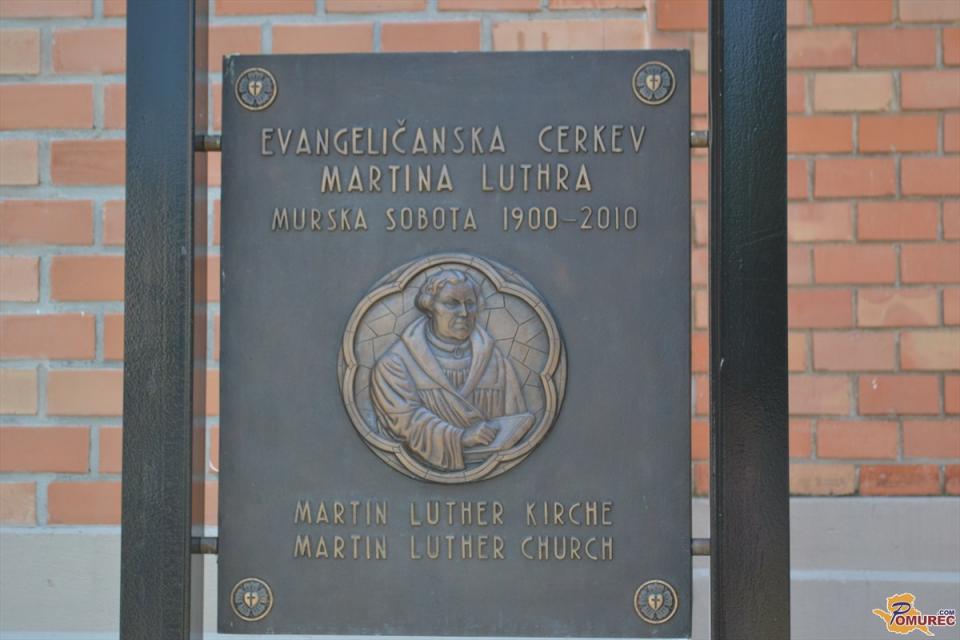 EVANGELIČANSKA CERKEV
MARTINA LUTHRA
MURSKA SOBOTA 1900-2010
MARTIN LUTHER KIRCHE
MARTIN LUTHER CHURCH
POMUREC.COM